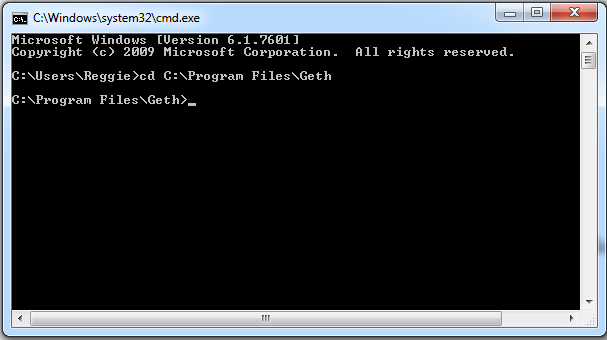 C:\Windows\system32\cmd.exe
Microsoft Windows [Version 6.1.7601]
Copyright (c) 2009 Microsoft Corporation.  All rights reserved.
C:\Users\Reggie>cd C:\Program Files\Geth
C:\Program Files\Geth>_